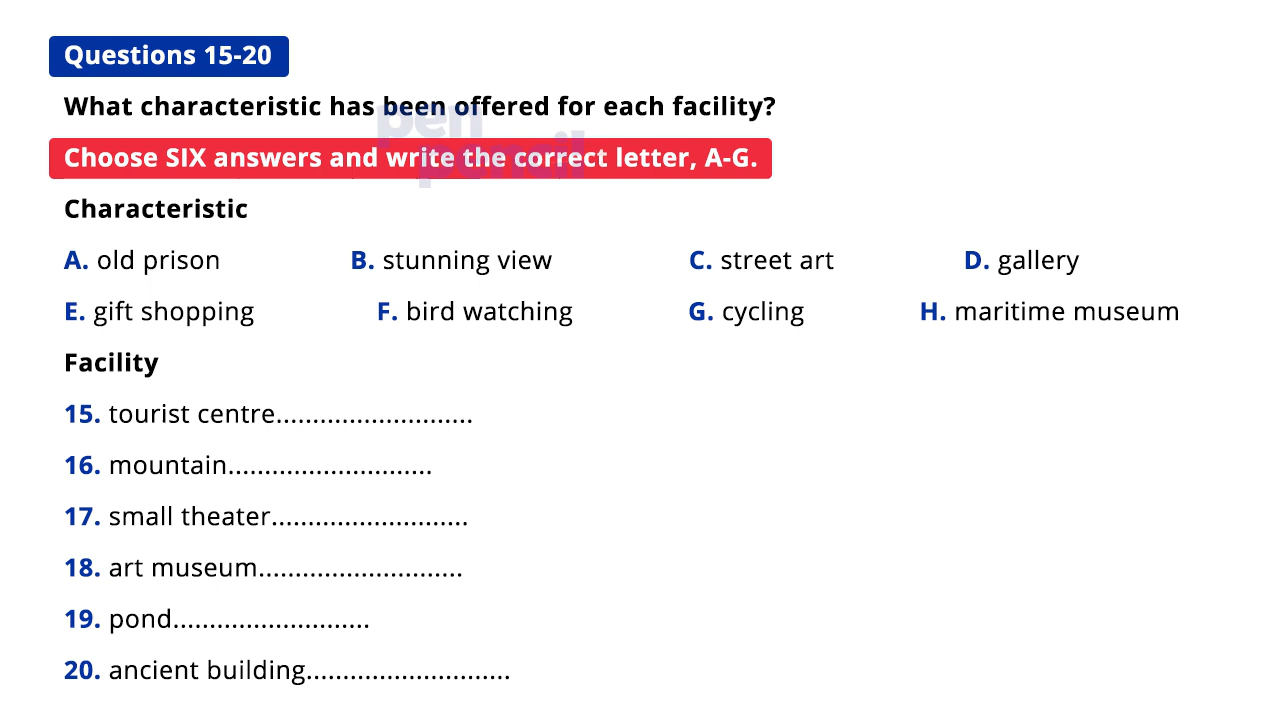 Questions 15-20
What characteristic has been offered for each facility?
pen
pencil
Choose SIX answers and write the correct letter, A-G.
Characteristic
A. old prison B. stunning view C. street art D. gallery
E. gift shopping F. bird watching G. cycling H. maritime museum
Facility
15. tourist centre...........................
16. mountain............................
17. small theater...........................
18. art museum............................
19. pond...........................
20. ancient building............................